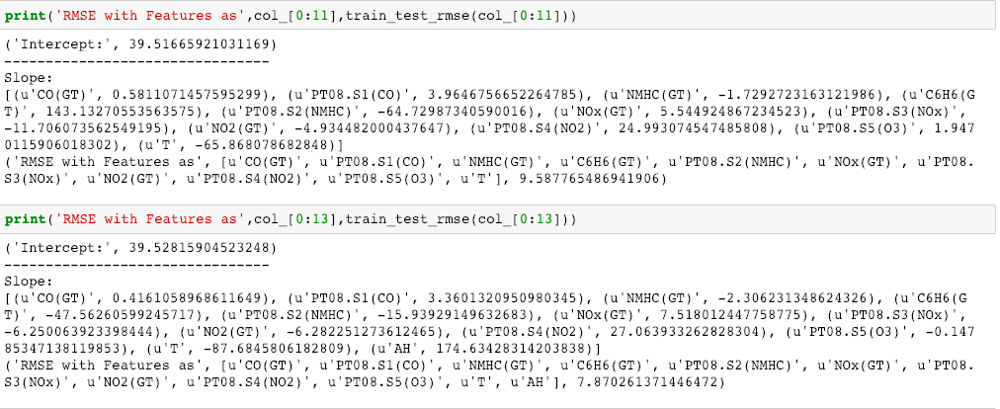 print('RMSE with Features as',col_[0:11],train_test_rmse(col_[0:11]))
('Intercept:', 39.51665921031169)
--------------------------------
Slope:
[(u'CO(GT)', 0.5811071457595299), (u'PT08.S1(CO)', 3.9646756652264785), (u'NMHC(GT)', -1.7292723163121986), (u'C6H6(G
T)', 143.13270553563575), (u'PT08.S2(NMHC)', -64.72987340590016), (u'NOx(GT)', 5.544924867234523), (u'PT08.S3(NOx)',
-11.706073562549195), (u'NO2(GT)', -4.934482000437647), (u'PT08.S4(NO2)', 24.993074547485808), (u'PT08.S5(O3)', 1.947
0115906018302), (u'T', -65.868078682848)]
('RMSE with Features as', [u'CO(GT)', u'PT08.S1(CO)', u'NMHC(GT)', u'C6H6(GT)', u'PT08.S2(NMHC)', u'NOx(GT)', u'PT08.
S3(NOx)', u'NO2(GT)', u'PT08.S4(NO2)', u'PT08.S5(O3)', u'T'], 9.587765486941906)
print('RMSE with Features as',col_[0:13],train_test_rmse(col_[0:13]))
('Intercept:', 39.52815904523248)
--------------------------------
Slope:
[(u'CO(GT)', 0.4161058968611649), (u'PT08.S1(CO)', 3.3601320950980345), (u'NMHC(GT)', -2.306231348624326), (u'C6H6(G
T)', -47.56260599245717), (u'PT08.S2(NMHC)', -15.93929149632683), (u'NOx(GT)', 7.518012447758775), (u'PT08.S3(NOx)',
-6.250063923398444), (u'NO2(GT)', -6.282251273612465), (u'PT08.S4(NO2)', 27.063933262828304), (u'PT08.S5(O3)', -0.147
85347138119853), (u'T', -87.6845806182809), (u'AH', 174.63428314203838)]
('RMSE with Features as', [u'CO(GT)', u'PT08.S1(CO)', u'NMHC(GT)', u'C6H6(GT)', u'PT08.S2(NMHC)', u'NOx(GT)', u'PT08.
S3(NOx)', u'NO2(GT)', u'PT08.S4(NO2)', u'PT08.S5(O3)', u'T', u'AH'], 7.870261371446472)